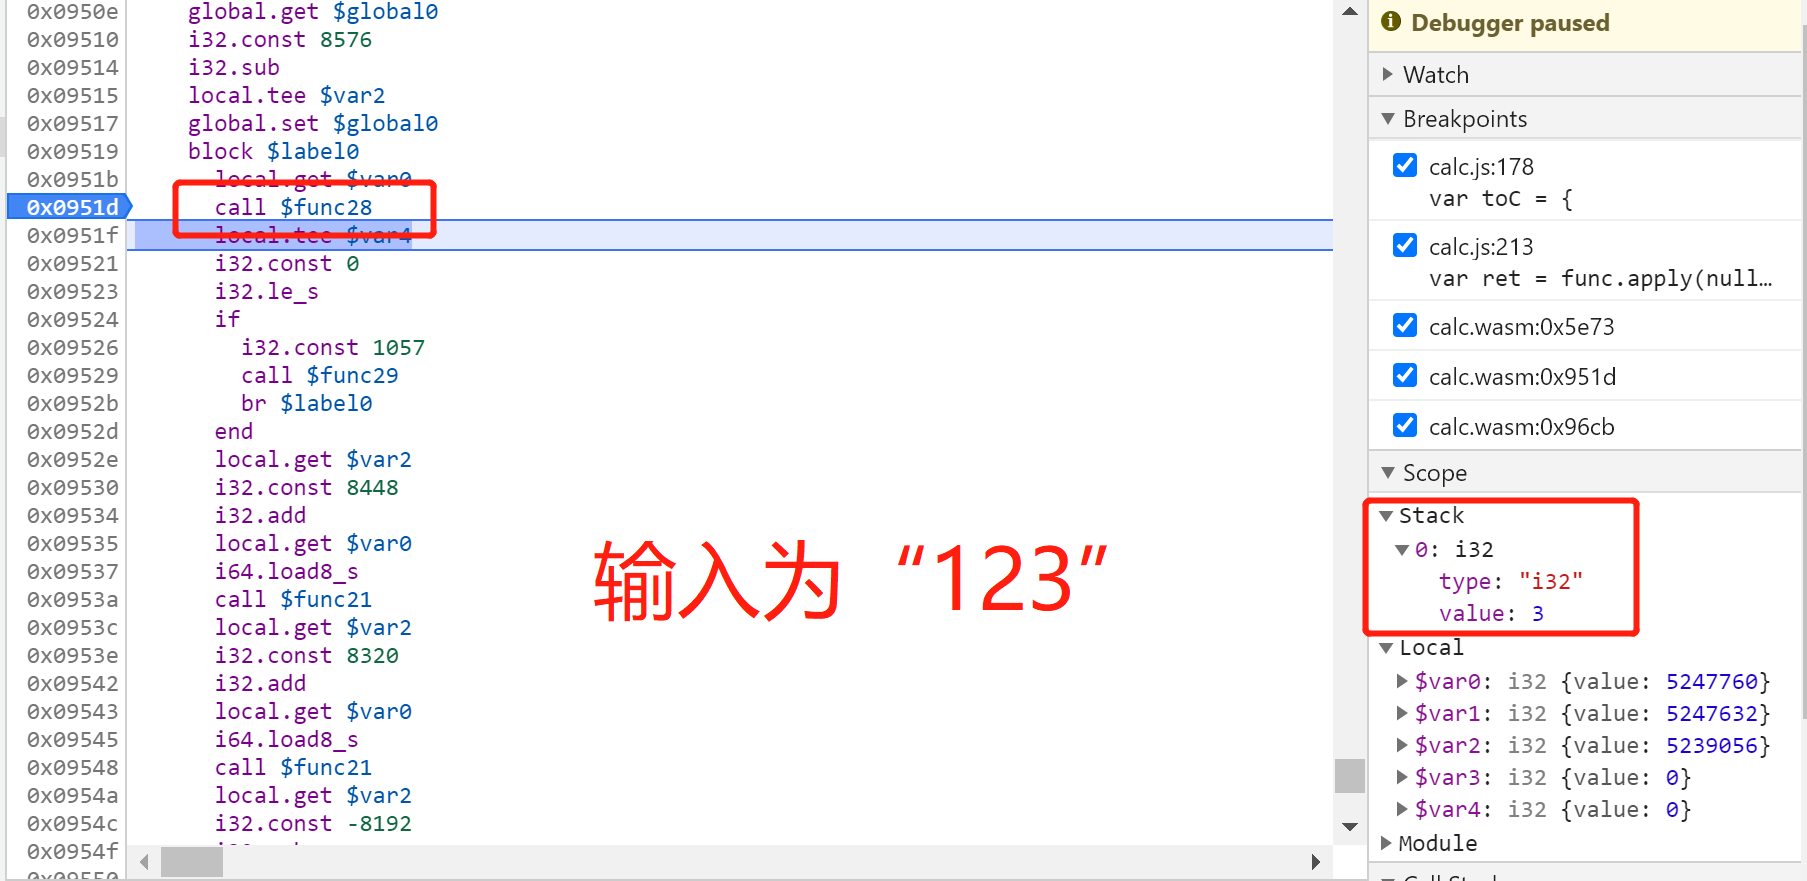 0x0950e global.get $global0
0x09510 i32.const 8576
0x09514 i32.sub
0x09515 local.tee $var2
0x09517 global.set $global0
0x09519 block $label0
0x0951b local.get $var0
0x0951d call $func28
0x0951f local.tee $var4
0x09521 i32.const 0
0x09523 i32.le_s
0x09524 if
0x09526 i32.const 1057
0x09529 call $func29
0x0952b br $label0
0x0952d end
0x0952e local.get $var2
0x09530 i32.const 8448
0x09534 i32.add
0x09535 local.get $var0
0x09537 i64.load8_s
0x0953a call $func21
0x0953c local.get $var2
0x0953e i32.const 8320
0x09542 i32.add
0x09543 local.get $var0
0x09545 i64.load8_s
0x09548 call $func21
0x0954a local.get $var2
0x0954c i32.const -8192
0x0954f
0x09550
输入为“123”
Debugger paused
Watch
Breakpoints
calc.js:178
var toC = {
calc.js:213
var ret = func.apply(null…
calc.wasm:0x5e73
calc.wasm:0x951d
calc.wasm:0x96cb
Scope
Stack
0: i32
type: "i32"
value: 3
Local
$var0: i32 {value: 5247760}
$var1: i32 {value: 5247632}
$var2: i32 {value: 5239056}
$var3: i32 {value: 0}
$var4: i32 {value: 0}
Module